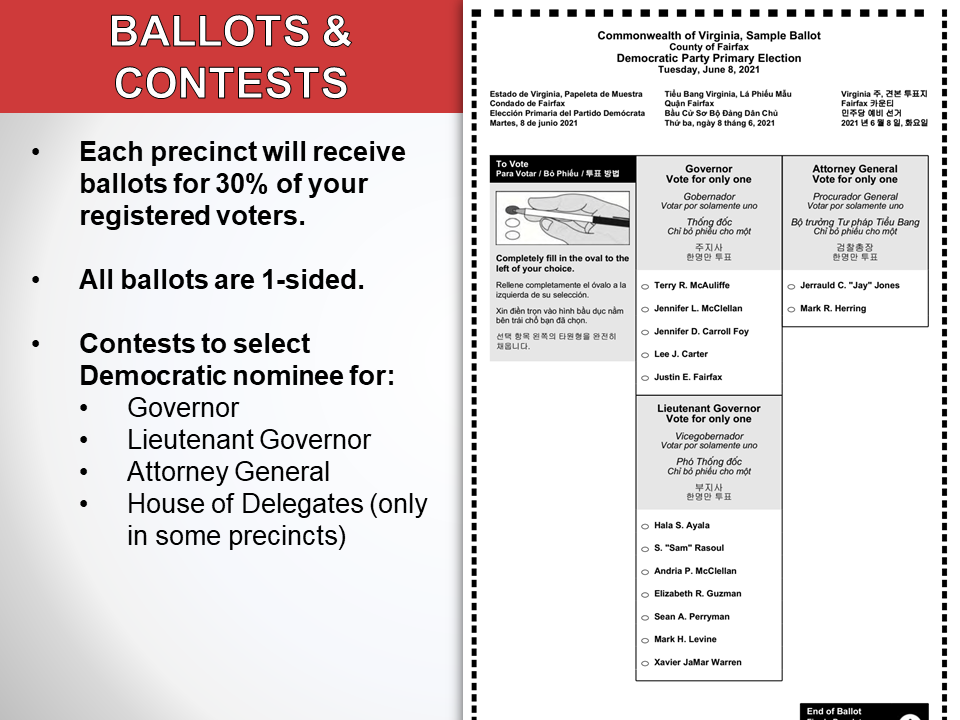 BALLOTS &
CONTESTS
• Each precinct will receive
ballots for 30% of your
registered voters.
• All ballots are 1-sided.
• Contests to select
Democratic nominee for:
• Governor
• Lieutenant Governor
• Attorney General
• House of Delegates (only
in some precincts)
Commonwealth of Virginia, Sample Ballot
County of Fairfax
Democratic Party Primary Election
Tuesday, June 8, 2021
Estado de Virginia, Papeleta de Muestra
Condado de Fairfax
Elección Primaria del Partido Demócrata
Martes, 8 de junio 2021
Tiểu Bang Virginia, Lá Phiếu Mẫu
Quận Fairfax
Bầu Cử Sơ Bộ Đảng Dân Chủ
Thứ ba, ngày 8 tháng 6, 2021
Virginia 주, 견본 투표지
Fairfax 카운티
민주당 예비 선거
2021 년 6 월 8 일, 화요일
To Vote
Para Votar / Bỏ Phiếu / 투표 방법
Completely fill in the oval to the
left of your choice.
Rellene completamente el óvalo a la
izquierda de su selección.
Xin điền trọn vào hình bầu dục nằm
bên trái chỗ bạn đã chọn.
선택 항목 왼쪽의 타원형을 완전히
채웁니다.
Governor
Vote for only one
Gobernador
Votar por solamente uno
Thống đốc
Chỉ bỏ phiếu cho một
주지사
한명만 투표
Terry R. McAuliffe
Jennifer L. McClellan
Jennifer D. Carroll Foy
Lee J. Carter
Justin E. Fairfax
Lieutenant Governor
Vote for only one
Vicegobernador
Votar por solamente uno
Phó Thống đốc
Chỉ bỏ phiếu cho một
부지사
한명만 투표
Hala S. Ayala
S. "Sam" Rasoul
Andria P. McClellan
Elizabeth R. Guzman
Sean A. Perryman
Mark H. Levine
Xavier JaMar Warren
Attorney General
Vote for only one
Procurador General
Votar por solamente uno
Bộ trưởng Tư pháp Tiểu Bang
Chỉ bỏ phiếu cho một
검찰총장
한명만 투표
Jerrauld C. "Jay" Jones
Mark R. Herring
End of Ballot